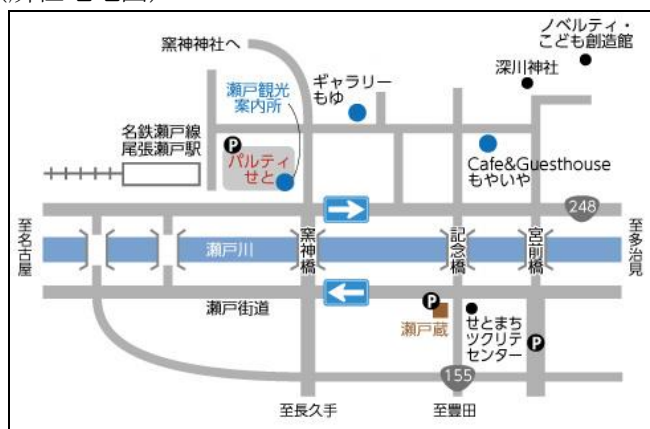 ノベルティ・
こども創造館
窯神神社へ
深川神社
瀬戸観光
案内所
ギャラリー
もゆ
名鉄瀬戸線
尾張瀬戸駅
P
パルティ
せと
Cafe&Guesthouse
もやいや
248
至名古屋
瀬戸川
窯神橋
記念橋
宮前橋
至多治見
瀬戸街道
P
瀬戸蔵
せとまち
ツクリテ
センター
P
155
至長久手
至豊田